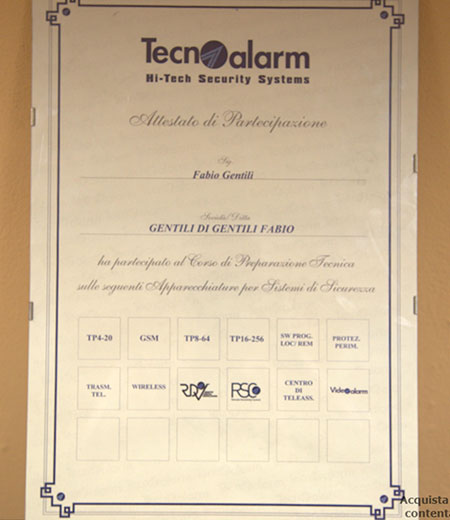 Tecnoalarm
Hi-Tech Security Systems
Attestato di Partecipazione
Sig.
Fabio Gentili
Società/Ditta
GENTILI DI GENTILI FABIO
ha partecipato al Corso di Preparazione Tecnica
sulle seguenti Apparecchiature per Sistemi di Sicurezza
TP4-20 GSM TP8-64 TP16-256 SW PROG. LOC/REM PROTEZ. PERIM.
TRASM. TEL. WIRELESS RDV RSC CENTRO DI TELEASS. Videoalarm
Acquista
contenta